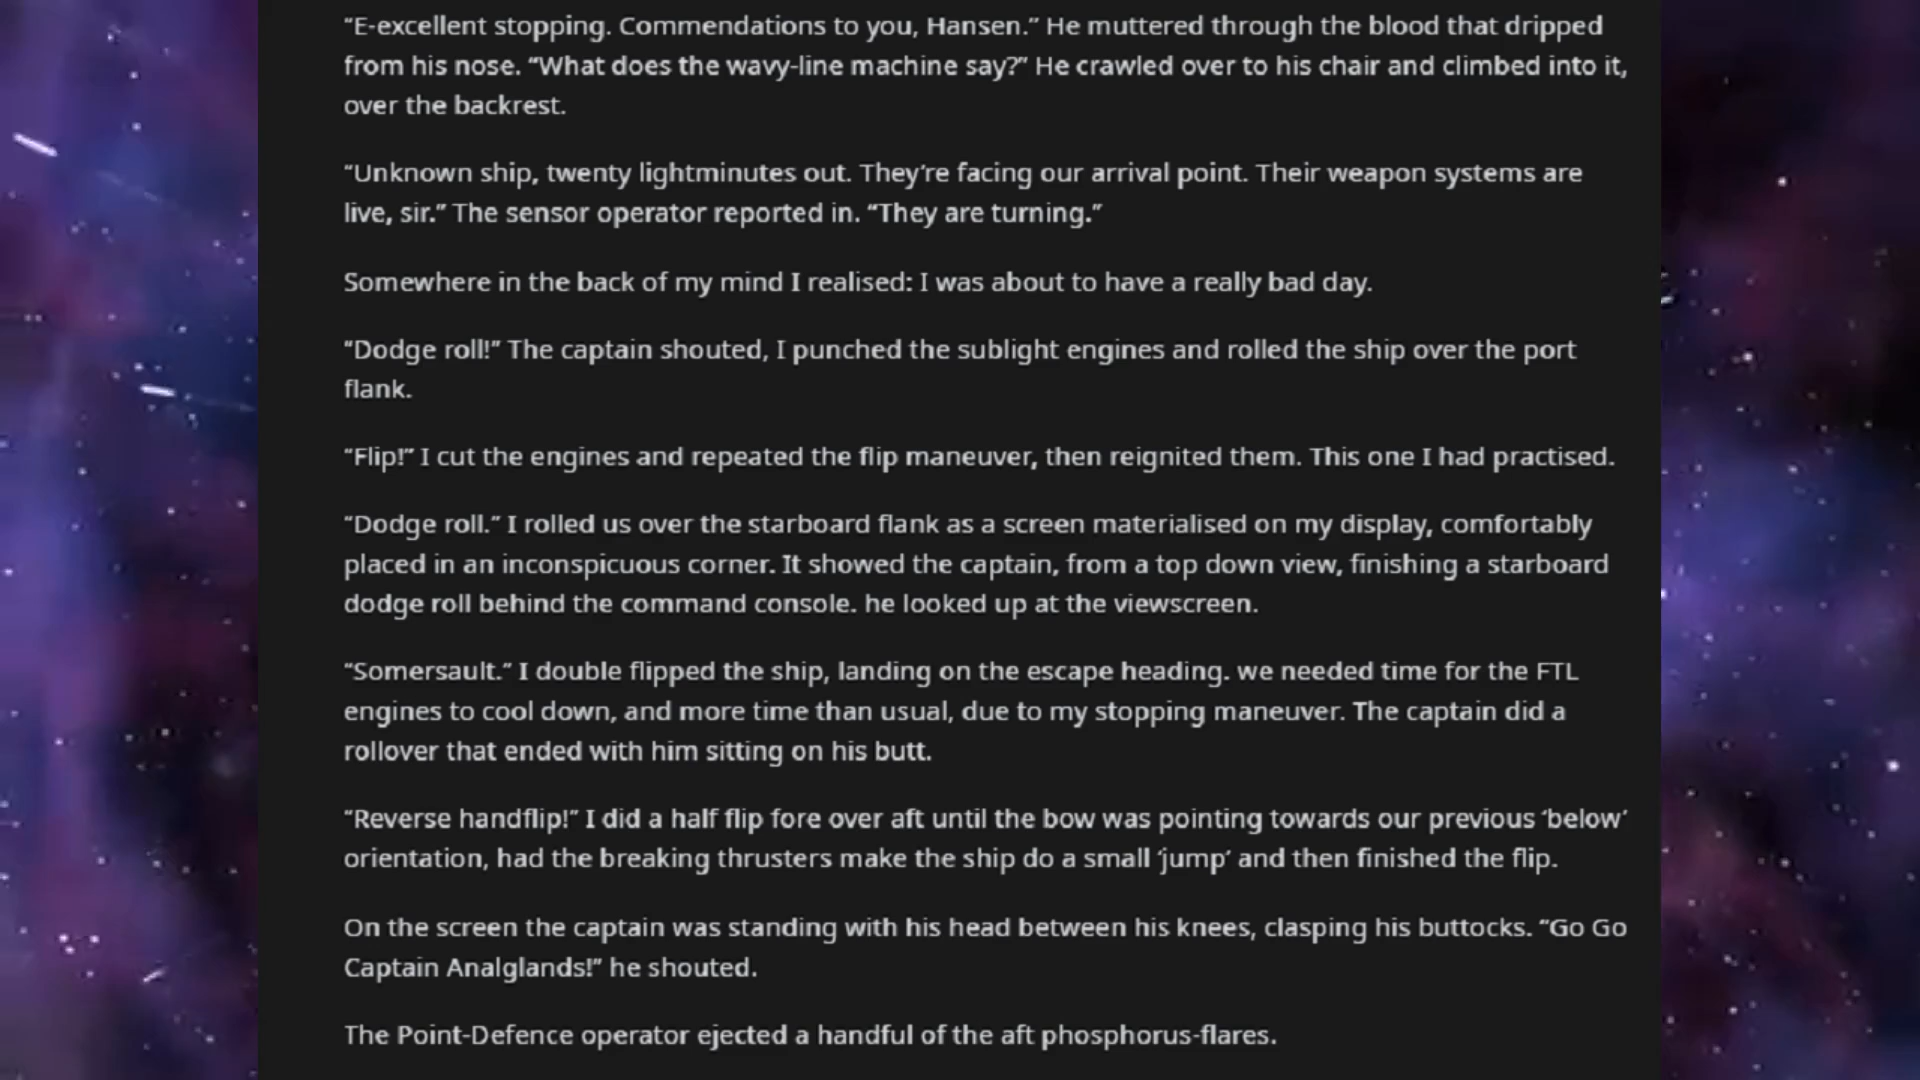 “E-excellent stopping. Commendations to you, Hansen.” He muttered through the blood that dripped
from his nose. “What does the wavy-line machine say?” He crawled over to his chair and climbed into it,
over the backrest.
“Unknown ship, twenty lightminutes out. They’re facing our arrival point. Their weapon systems are
live, sir.” The sensor operator reported in. “They are turning.”
Somewhere in the back of my mind I realised: I was about to have a really bad day.
“Dodge roll!” The captain shouted, I punched the sublight engines and rolled the ship over the port
flank.
“Flip!” I cut the engines and repeated the flip maneuver, then reignited them. This one I had practised.
“Dodge roll.” I rolled us over the starboard flank as a screen materialised on my display, comfortably
placed in an inconspicuous corner. It showed the captain, from a top down view, finishing a starboard
dodge roll behind the command console. he looked up at the viewscreen.
“Somersault.” I double flipped the ship, landing on the escape heading. we needed time for the FTL
engines to cool down, and more time than usual, due to my stopping maneuver. The captain did a
rollover that ended with him sitting on his butt.
“Reverse handflip!” I did a half flip fore over aft until the bow was pointing towards our previous ‘below’
orientation, had the breaking thrusters make the ship do a small ‘jump’ and then finished the flip.
On the screen the captain was standing with his head between his knees, clasping his buttocks. “Go Go
Captain Analglands!” he shouted.
The Point-Defence operator ejected a handful of the aft phosphorus-flares.